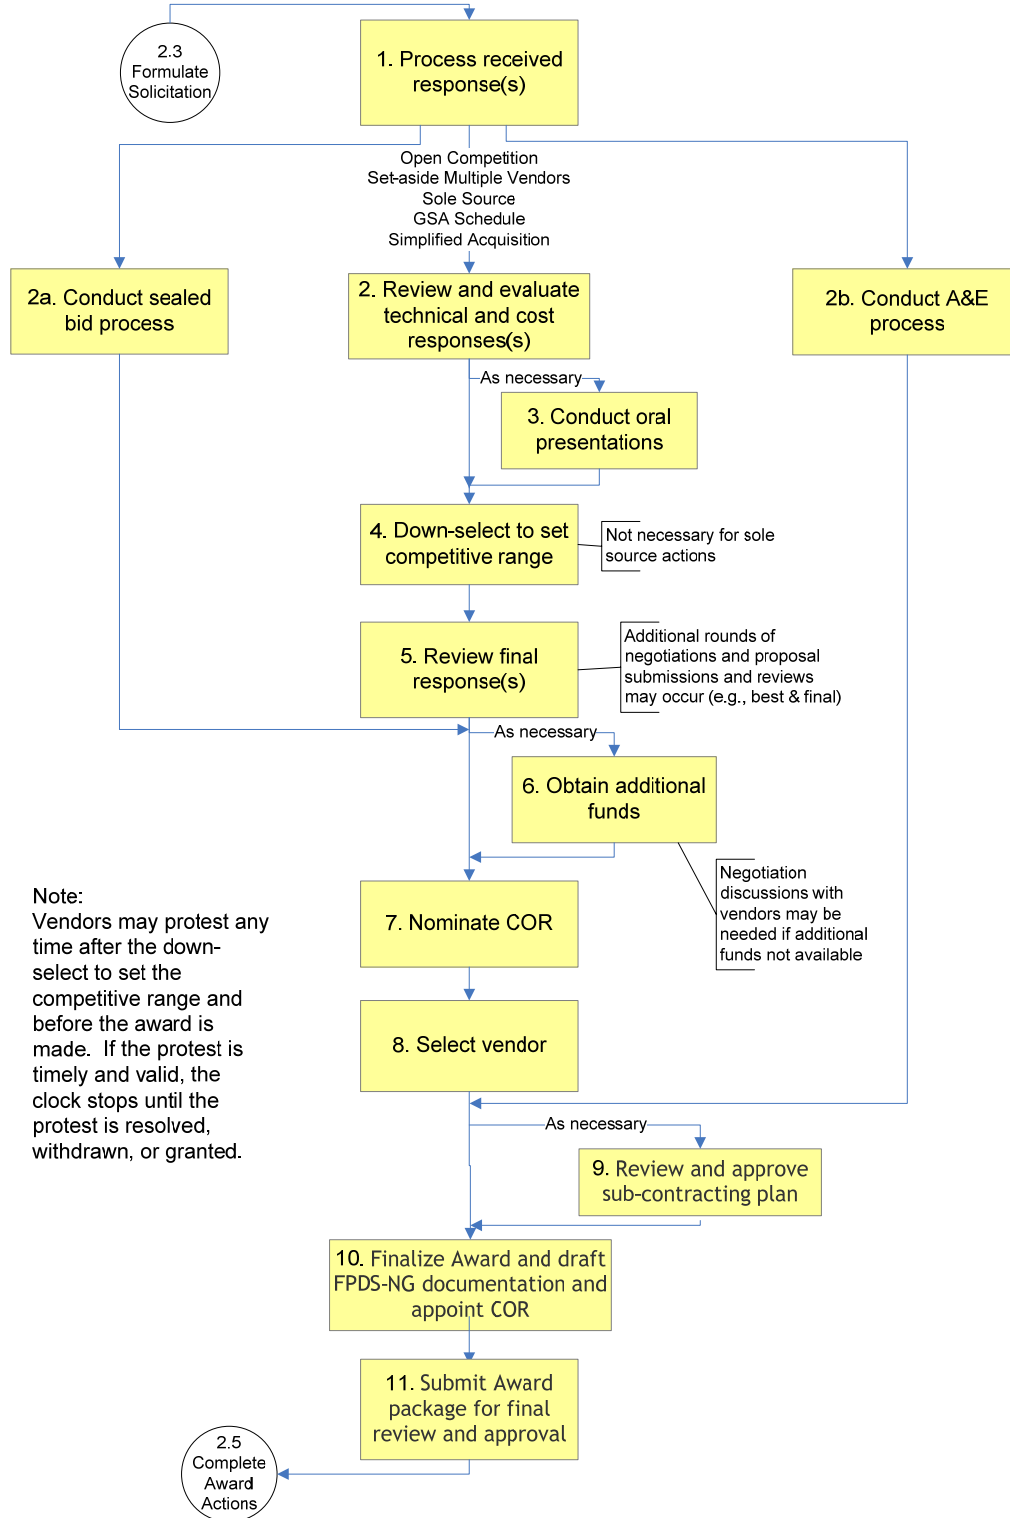 2.3
Formulate
Solicitation
1. Process received
response(s)
Open Competition
Set-aside Multiple Vendors
Sole Source
GSA Schedule
Simplified Acquisition
2a. Conduct sealed
bid process
2. Review and evaluate
technical and cost
responses(s)
2b. Conduct A&E
process
As necessary
3. Conduct oral
presentations
4. Down-select to set
competitive range
Not necessary for sole
source actions
5. Review final
response(s)
Additional rounds of
negotiations and proposal
submissions and reviews
may occur (e.g., best & final)
As necessary
6. Obtain additional
funds
Negotiation
discussions with
vendors may be
needed if additional
funds not available
7. Nominate COR
Note:
Vendors may protest any
time after the down-
select to set the
competitive range and
before the award is
made.  If the protest is
timely and valid, the
clock stops until the
protest is resolved,
withdrawn, or granted.
8. Select vendor
As necessary
9. Review and approve
sub-contracting plan
10. Finalize Award and draft
FPDS-NG documentation and
appoint COR
11. Submit Award
package for final
review and approval
2.5
Complete
Award
Actions